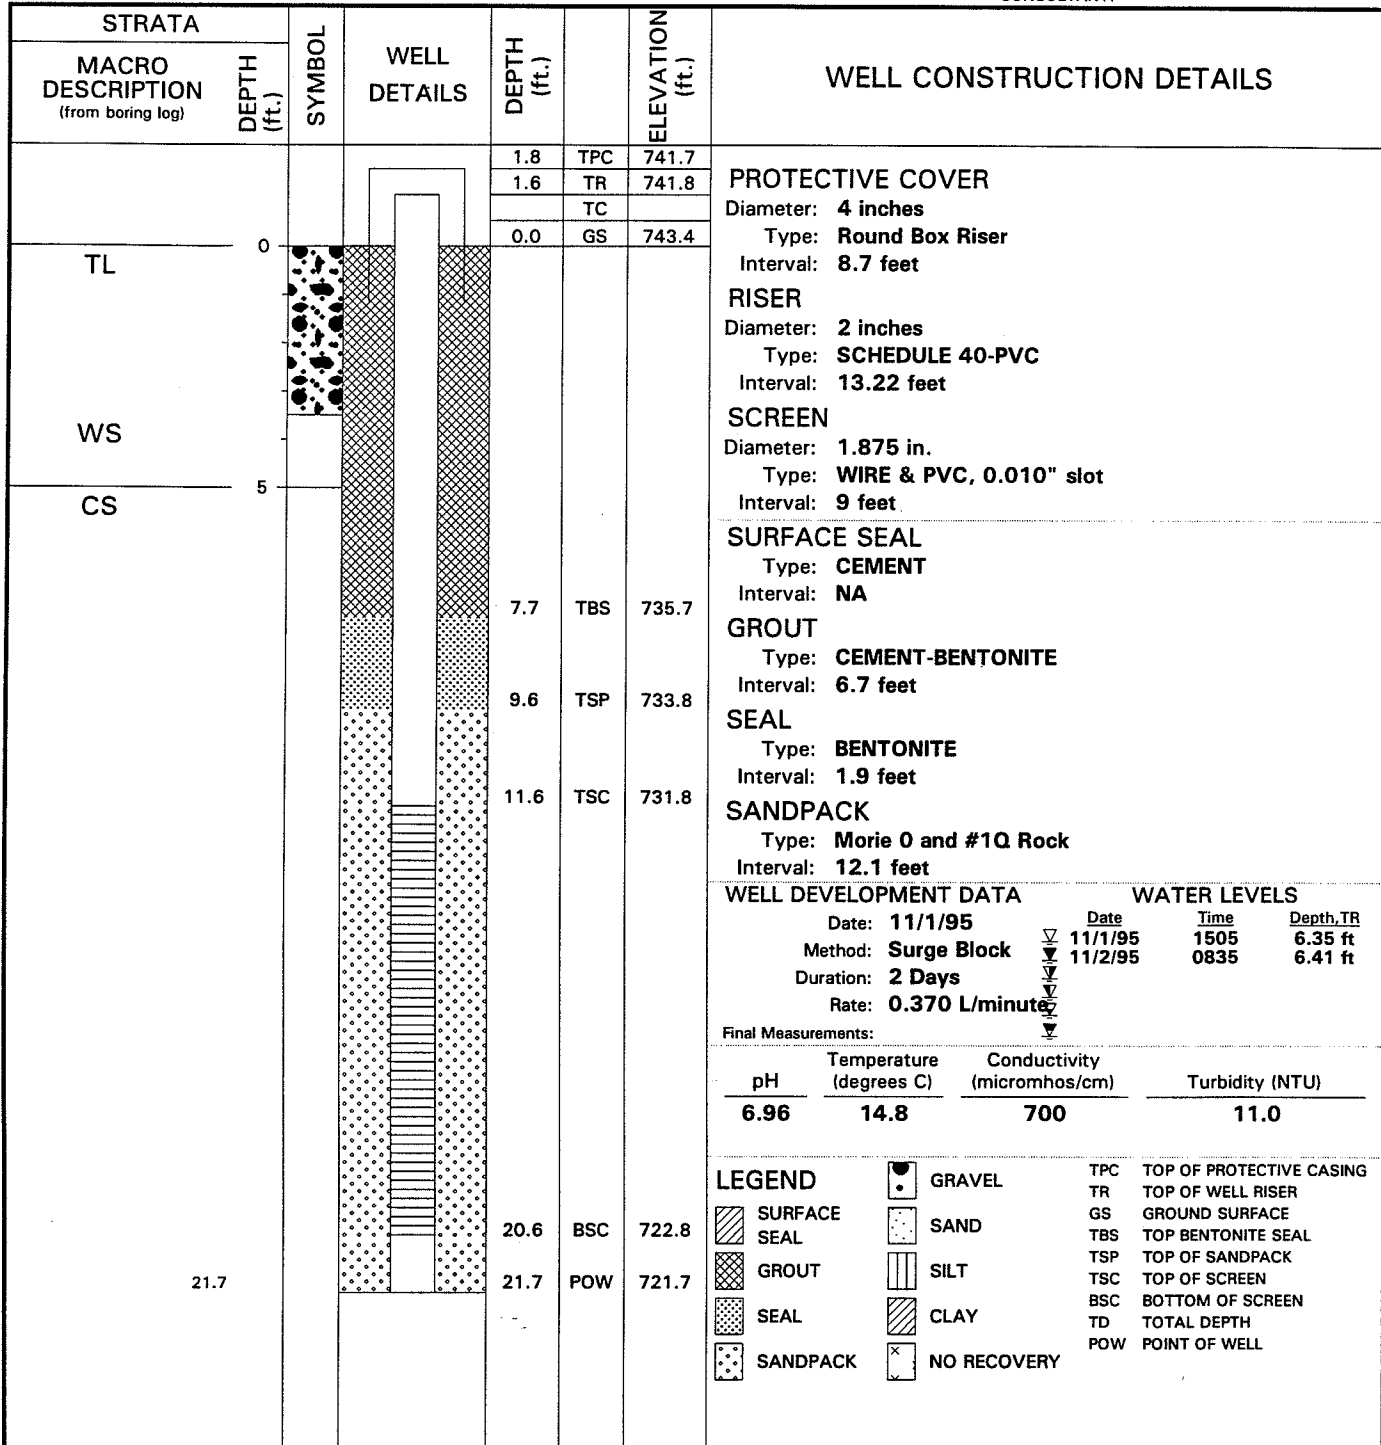 STRATA
MACRO
DESCRIPTION
(from boring log)
DEPTH
(ft.)
SYMBOL
WELL
DETAILS
DEPTH
(ft.)
ELEVATION
(ft.)
WELL CONSTRUCTION DETAILS
1.8 TPC 741.7
1.6 TR 741.8
TC
0.0 GS 743.4
0
TL
WS
5
CS
7.7 TBS 735.7
9.6 TSP 733.8
11.6 TSC 731.8
20.6 BSC 722.8
21.7
21.7 POW 721.7
PROTECTIVE COVER
Diameter: 4 inches
Type: Round Box Riser
Interval: 8.7 feet
RISER
Diameter: 2 inches
Type: SCHEDULE 40-PVC
Interval: 13.22 feet
SCREEN
Diameter: 1.875 in.
Type: WIRE & PVC, 0.010" slot
Interval: 9 feet
SURFACE SEAL
Type: CEMENT
Interval: NA
GROUT
Type: CEMENT-BENTONITE
Interval: 6.7 feet
SEAL
Type: BENTONITE
Interval: 1.9 feet
SANDPACK
Type: Morie 0 and #1Q Rock
Interval: 12.1 feet
WELL DEVELOPMENT DATA
Date: 11/1/95
Method: Surge Block
Duration: 2 Days
Rate: 0.370 L/minute
Final Measurements:
WATER LEVELS
Date Time Depth,TR
11/1/95 1505 6.35 ft
11/2/95 0835 6.41 ft
pH
Temperature
(degrees C)
Conductivity
(micromhos/cm)
Turbidity (NTU)
6.96 14.8 700 11.0
LEGEND
SURFACE
SEAL
GROUT
SEAL
SANDPACK
GRAVEL
SAND
SILT
CLAY
NO RECOVERY
TPC TOP OF PROTECTIVE CASING
TR TOP OF WELL RISER
GS GROUND SURFACE
TBS TOP BENTONITE SEAL
TSP TOP OF SANDPACK
TSC TOP OF SCREEN
BSC BOTTOM OF SCREEN
TD TOTAL DEPTH
POW POINT OF WELL